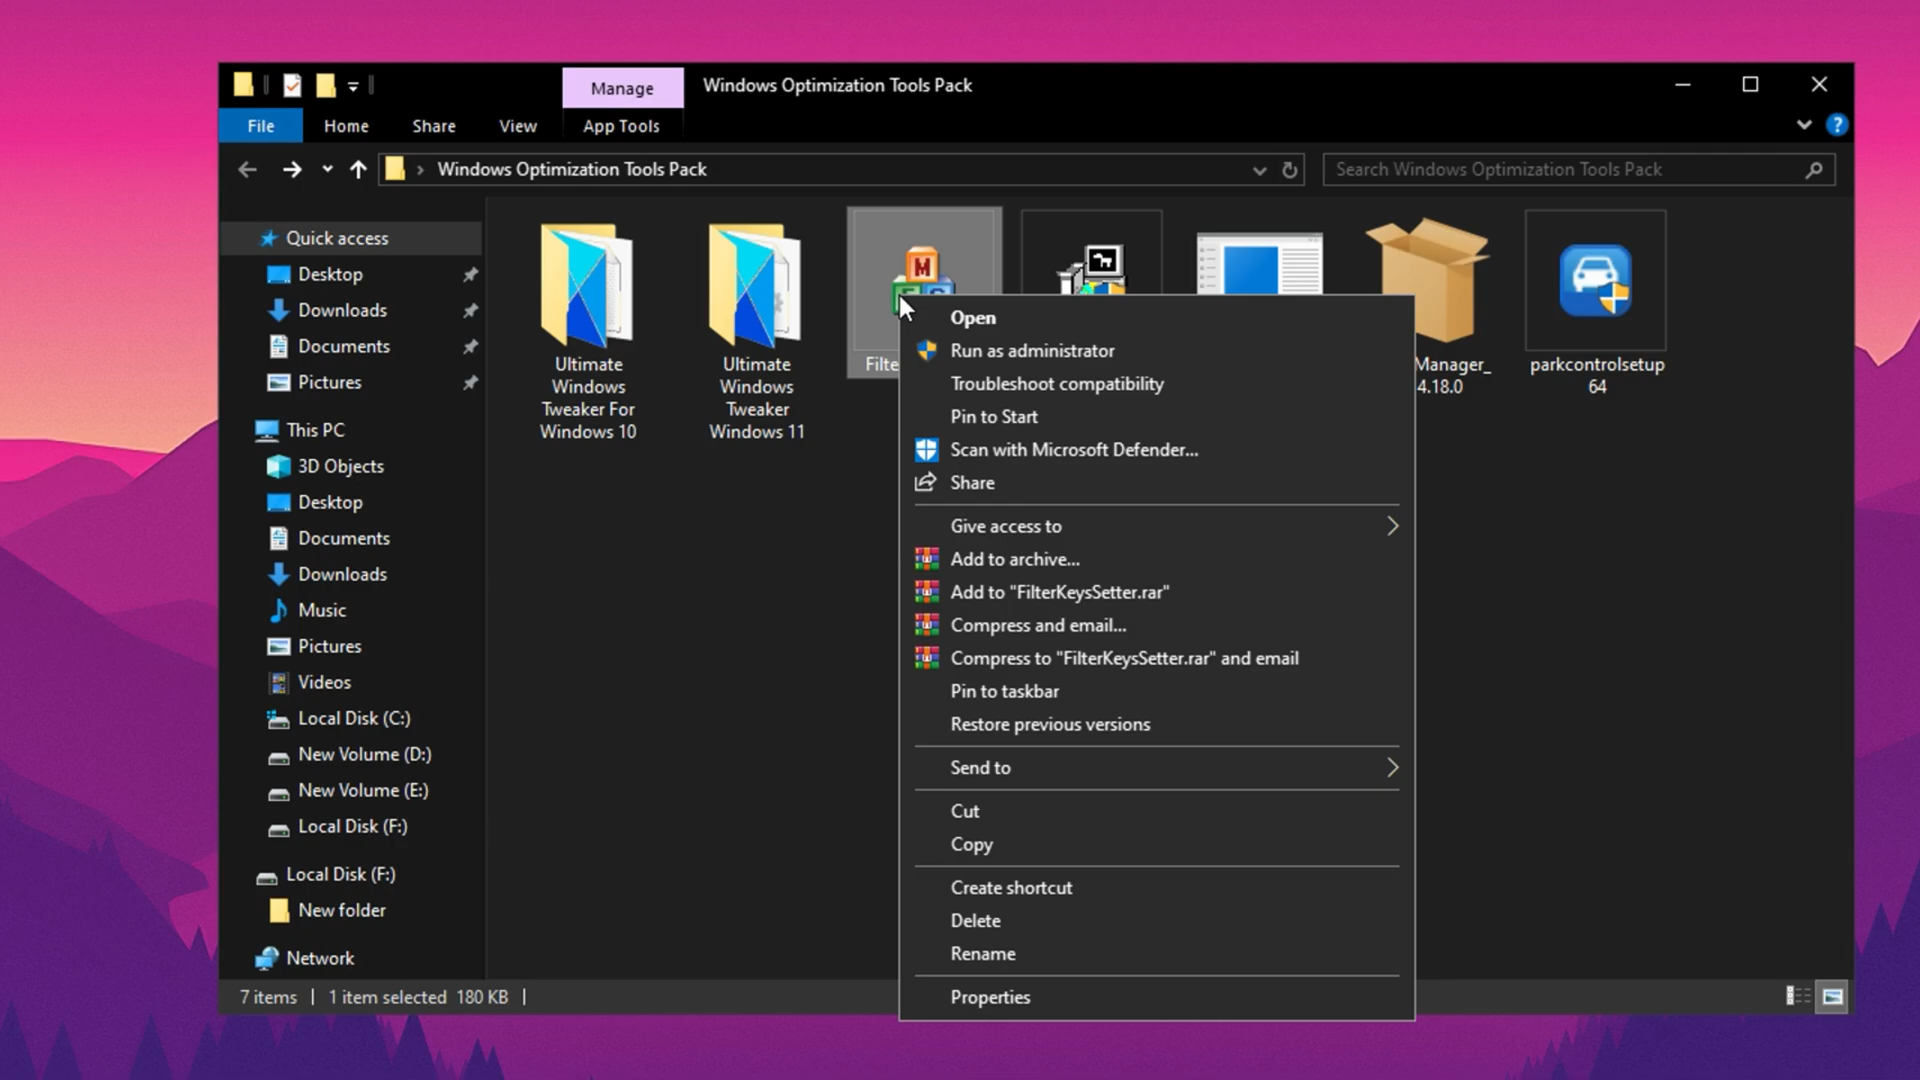 Manage
Windows Optimization Tools Pack
File
Home
Share
View
App Tools
?
Windows Optimization Tools Pack
Search Windows Optimization Tools Pack
Quick access
Desktop
Downloads
Documents
Pictures
This PC
3D Objects
Desktop
Documents
Downloads
Music
Pictures
Videos
Local Disk (C:)
New Volume (D:)
New Volume (E:)
Local Disk (F:)
Local Disk (F:)
New folder
Network
Ultimate
Windows
Tweaker For
Windows 10
Ultimate
Windows
Tweaker
Windows 11
M
Filte
Manager_
4.18.0
parkcontrolsetup
64
Open
Run as administrator
Troubleshoot compatibility
Pin to Start
Scan with Microsoft Defender...
Share
Give access to
Add to archive...
Add to "FilterKeysSetter.rar"
Compress and email...
Compress to "FilterKeysSetter.rar" and email
Pin to taskbar
Restore previous versions
Send to
Cut
Copy
Create shortcut
Delete
Rename
Properties
7 items
1 item selected 180 KB